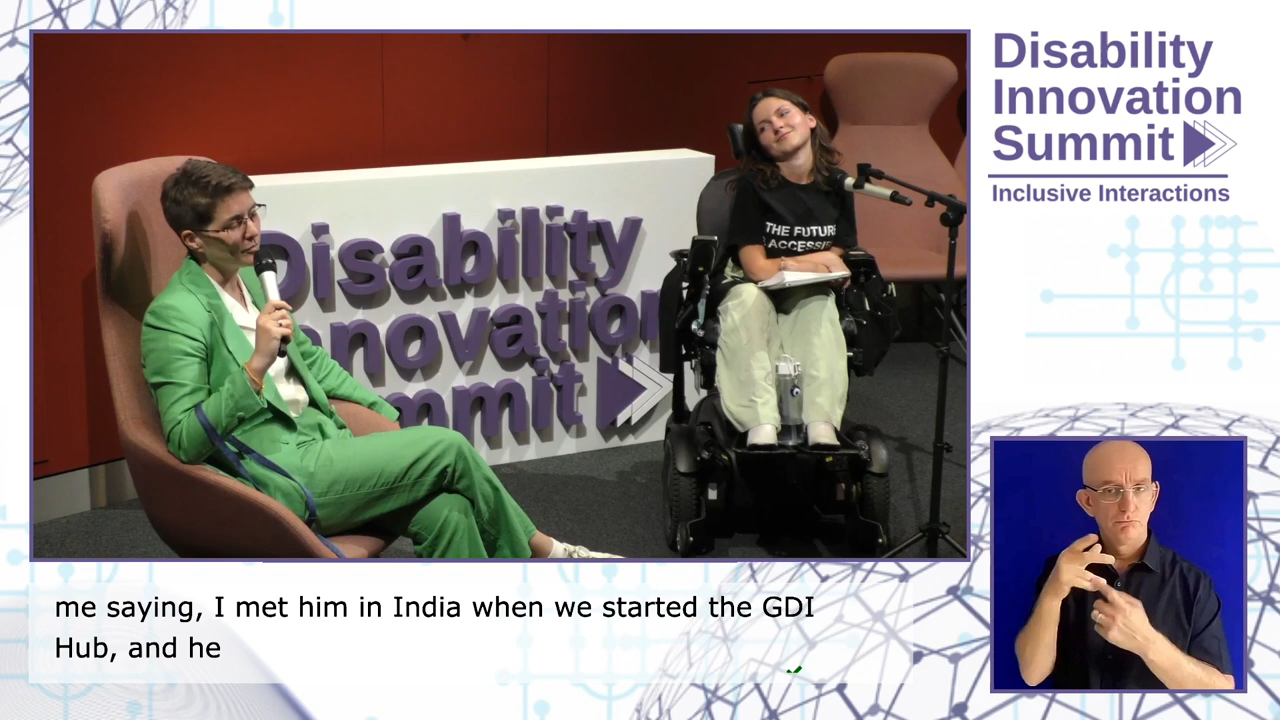 Disability
Innovation
Summit
Inclusive Interactions
Disability
Innovation
mmit
THE FUTUR
ACCESSI
me saying, I met him in India when we started the GDI
Hub, and he